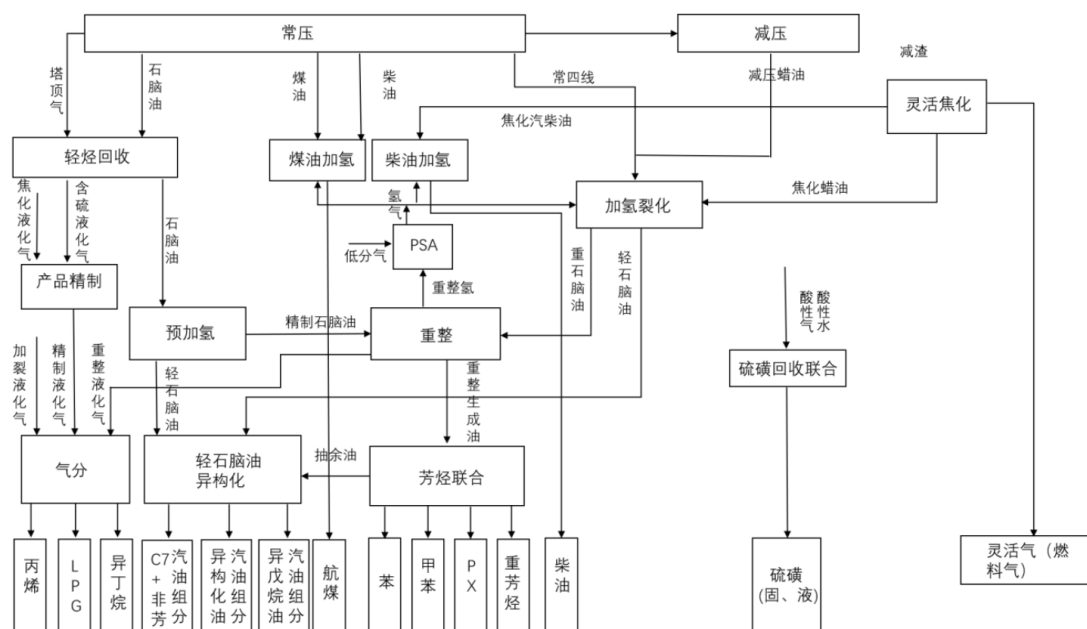 常压
减压
减渣
塔顶气
石脑油
煤油
柴油
常四线
减压蜡油
灵活焦化
焦化汽柴油
轻烃回收
煤油加氢
柴油加氢
焦化蜡油
焦化液化气
含硫液化气
石脑油
氢气
加氢裂化
低分气
PSA
重石脑油
轻石脑油
产品精制
重整氢
酸性气
酸性水
预加氢
精制石脑油
重整
加裂液化气
精制液化气
重整液化气
轻石脑油
重整生成油
硫磺回收联合
气分
轻石脑油
异构化
抽余油
芳烃联合
丙烯
LPG
异丁烷
C7+非芳
汽油组分
异构化油
汽油组分
异戊烷油
汽油组分
航煤
苯
甲苯
PX
重芳烃
柴油
硫磺
(固、液)
灵活气（燃
料气）